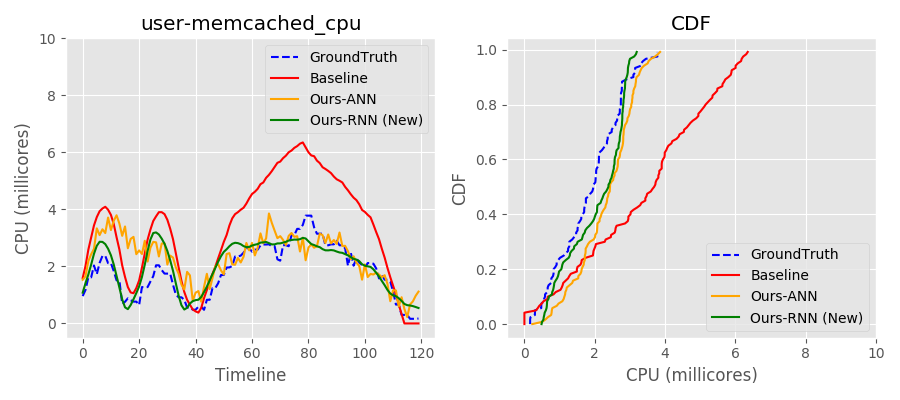 user-memcached_cpu
CPU (millicores)
10
8
6
4
2
0
GroundTruth
Baseline
Ours-ANN
Ours-RNN (New)
0 20 40 60 80 100 120
Timeline
CDF
CDF
1.0
0.8
0.6
0.4
0.2
0.0
GroundTruth
Baseline
Ours-ANN
Ours-RNN (New)
0 2 4 6 8 10
CPU (millicores)